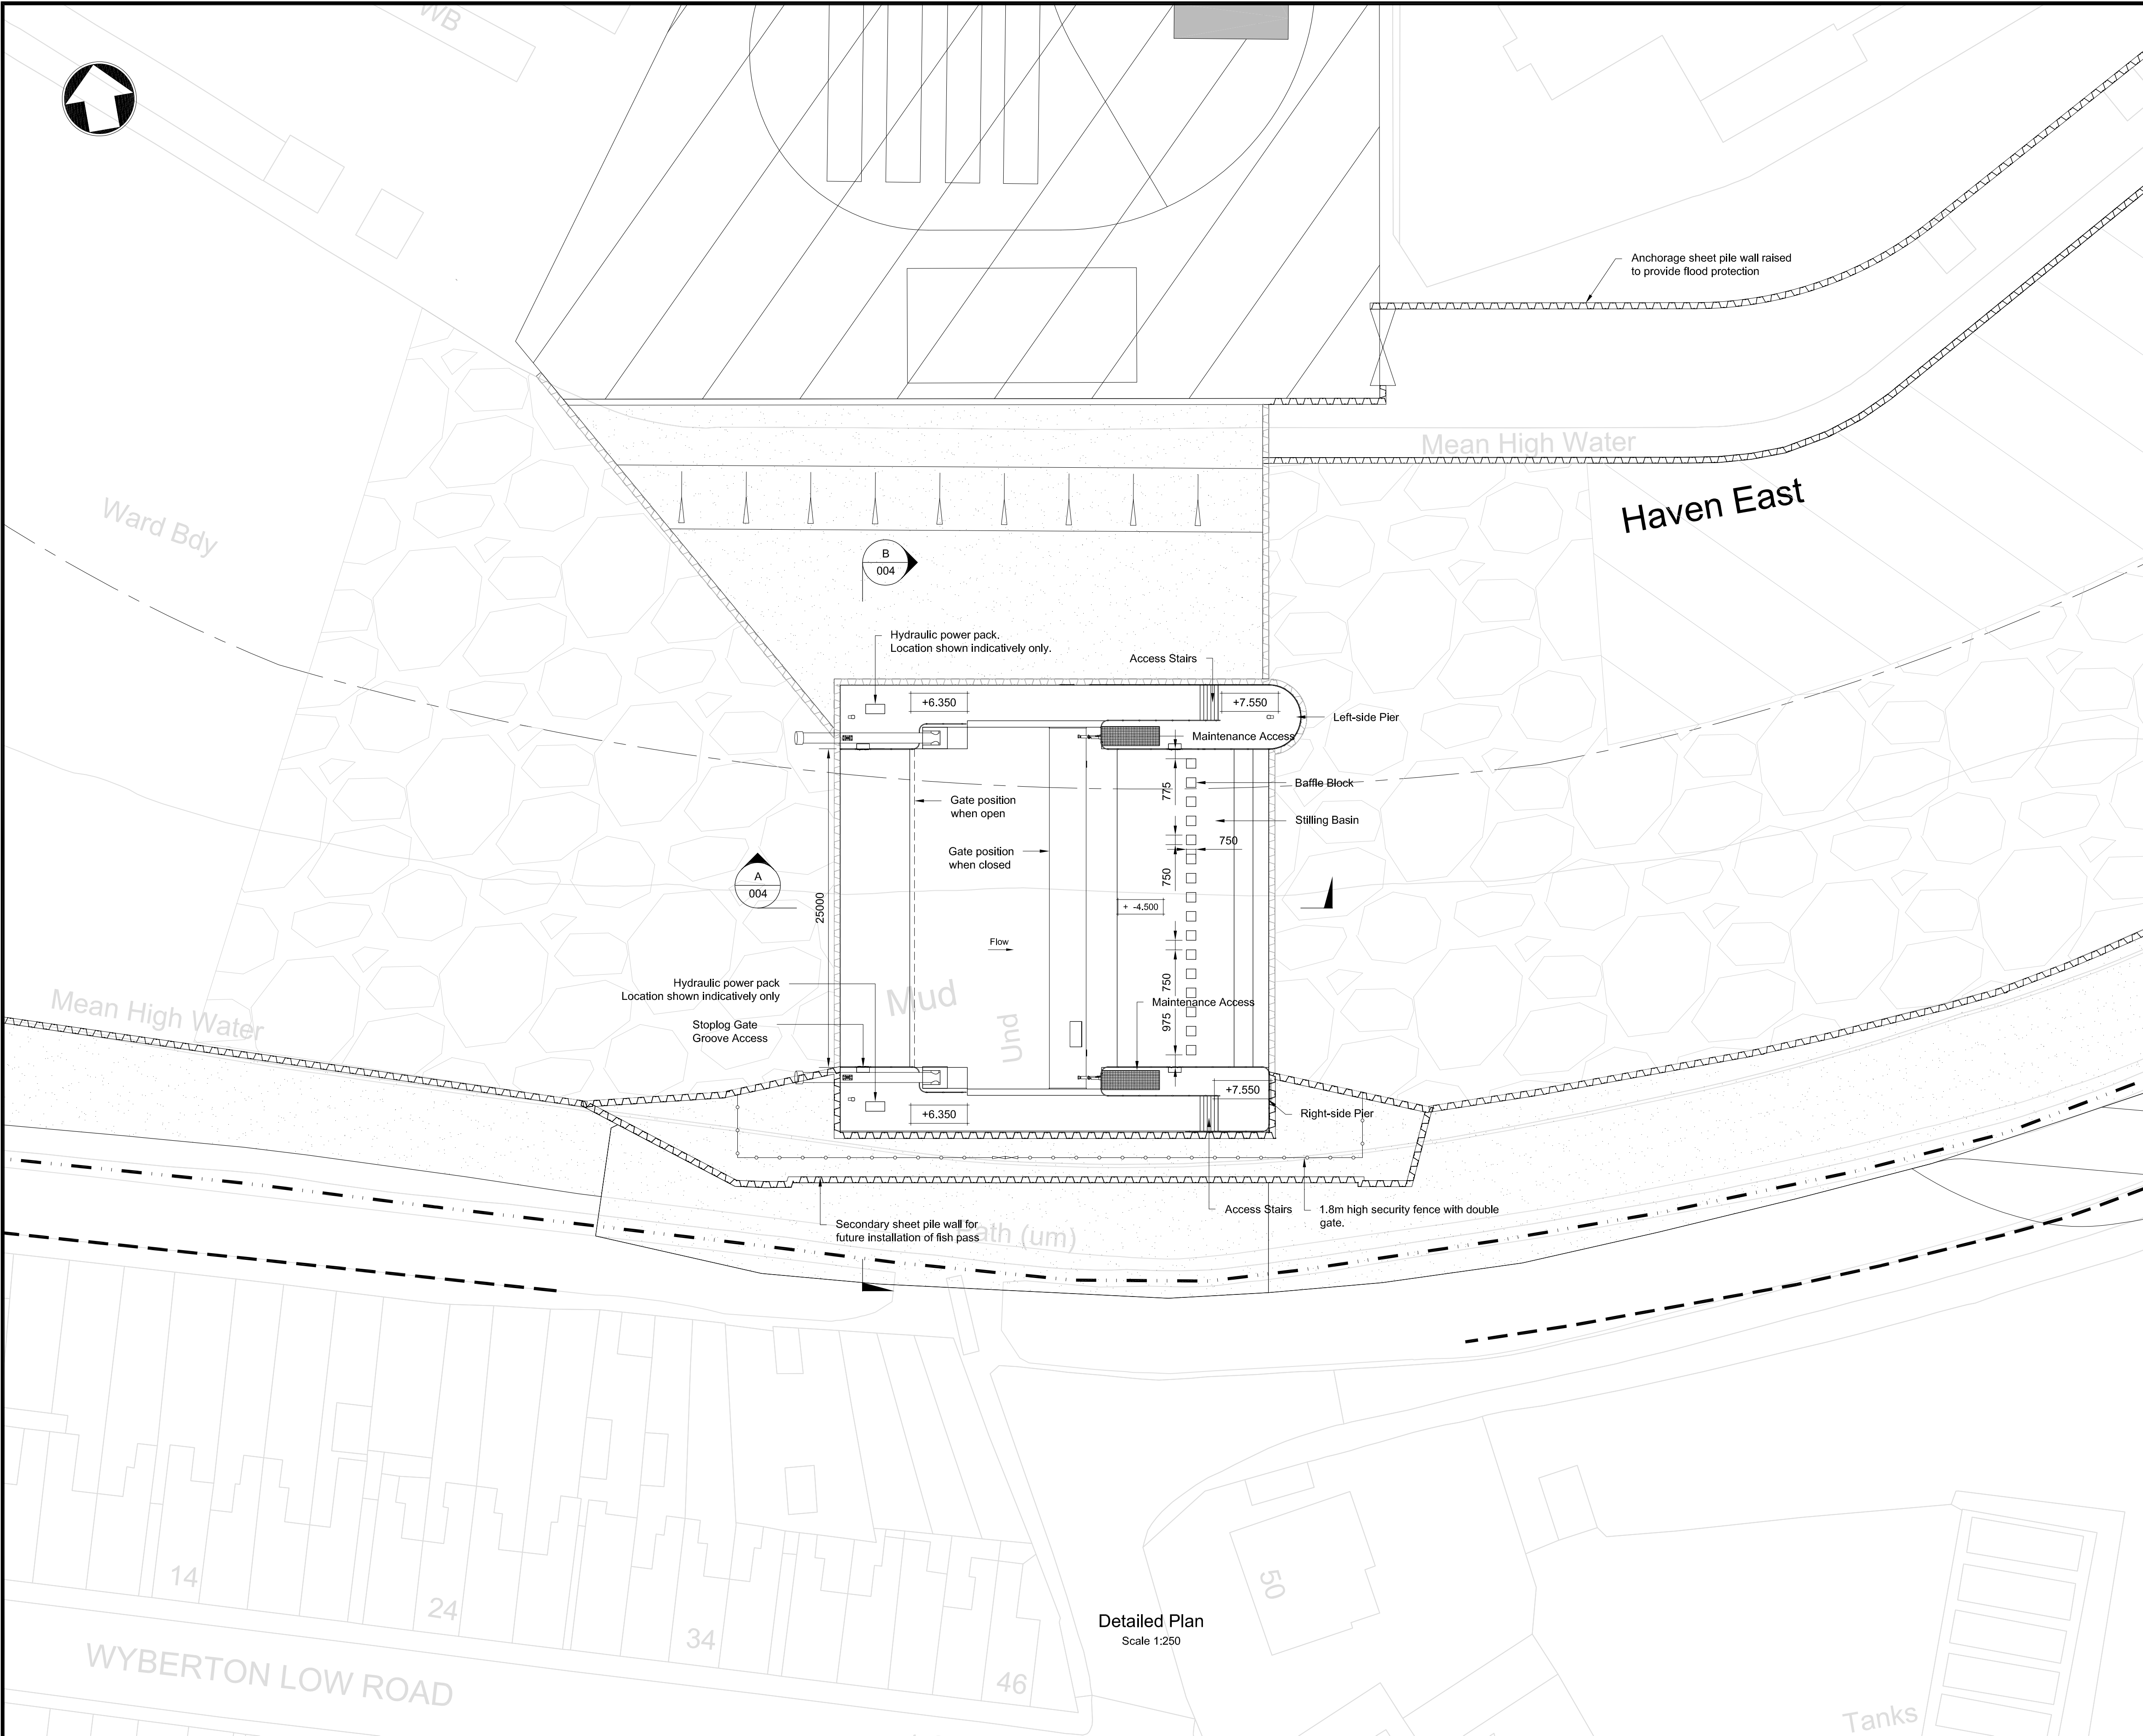 WB
Anchorage sheet pile wall raised
to provide flood protection
Mean High Water
Haven East
Ward Bdy
B
004
Hydraulic power pack.
Location shown indicatively only.
Access Stairs
+6.350
+7.550
Left-side Pier
Maintenance Access
Baffle Block
775
Gate position
when open
Stilling Basin
750
Gate position
when closed
A
004
750
25000
+ -4.500
Flow
Hydraulic power pack
Location shown indicatively only
Mud
750
Maintenance Access
Mean High Water
Stoplog Gate
Groove Access
Und
975
+7.550
+6.350
Right-side Pier
Access Stairs
1.8m high security fence with double
gate.
Secondary sheet pile wall for
future installation of fish pass
ath (um)
14
24
34
46
50
Detailed Plan
Scale 1:250
WYBERTON LOW ROAD
Tanks